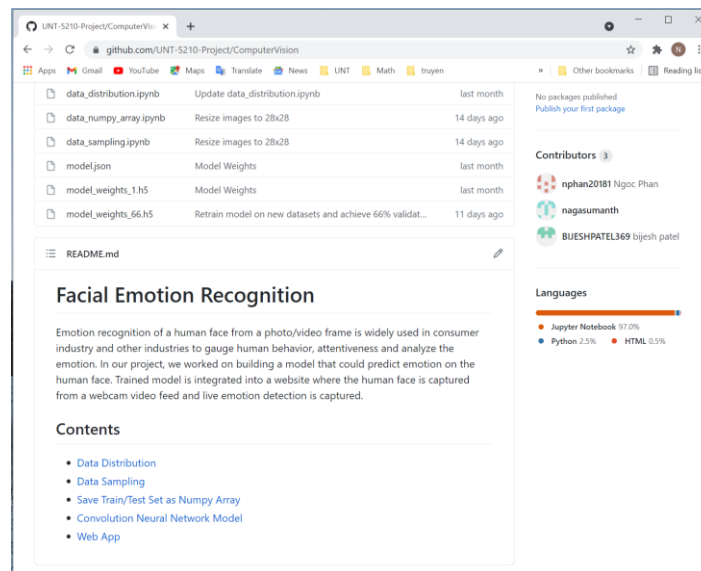 UNT-5210-Project/ComputerVisi
github.com/UNT-5210-Project/ComputerVision
N
Apps Gmail YouTube Maps Translate News UNT Math truyen » Other bookmarks Reading lis
data_distribution.ipynb Update data_distribution.ipynb last month
data_numpy_array.ipynb Resize images to 28x28 14 days ago
data_sampling.ipynb Resize images to 28x28 14 days ago
model.json Model Weights last month
model_weights_1.h5 Model Weights last month
model_weights_66.h5 Retrain model on new datasets and achieve 66% validat... 11 days ago
README.md
Facial Emotion Recognition
Emotion recognition of a human face from a photo/video frame is widely used in consumer
industry and other industries to gauge human behavior, attentiveness and analyze the
emotion. In our project, we worked on building a model that could predict emotion on the
human face. Trained model is integrated into a website where the human face is captured
from a webcam video feed and live emotion detection is captured.
Contents
• Data Distribution
• Data Sampling
• Save Train/Test Set as Numpy Array
• Convolution Neural Network Model
• Web App
No packages published
Publish your first package
Contributors 3
nphan20181 Ngoc Phan
nagasumanth
BIJESHPATEL369 bijesh patel
Languages
Jupyter Notebook 97.0%
Python 2.5% HTML 0.5%